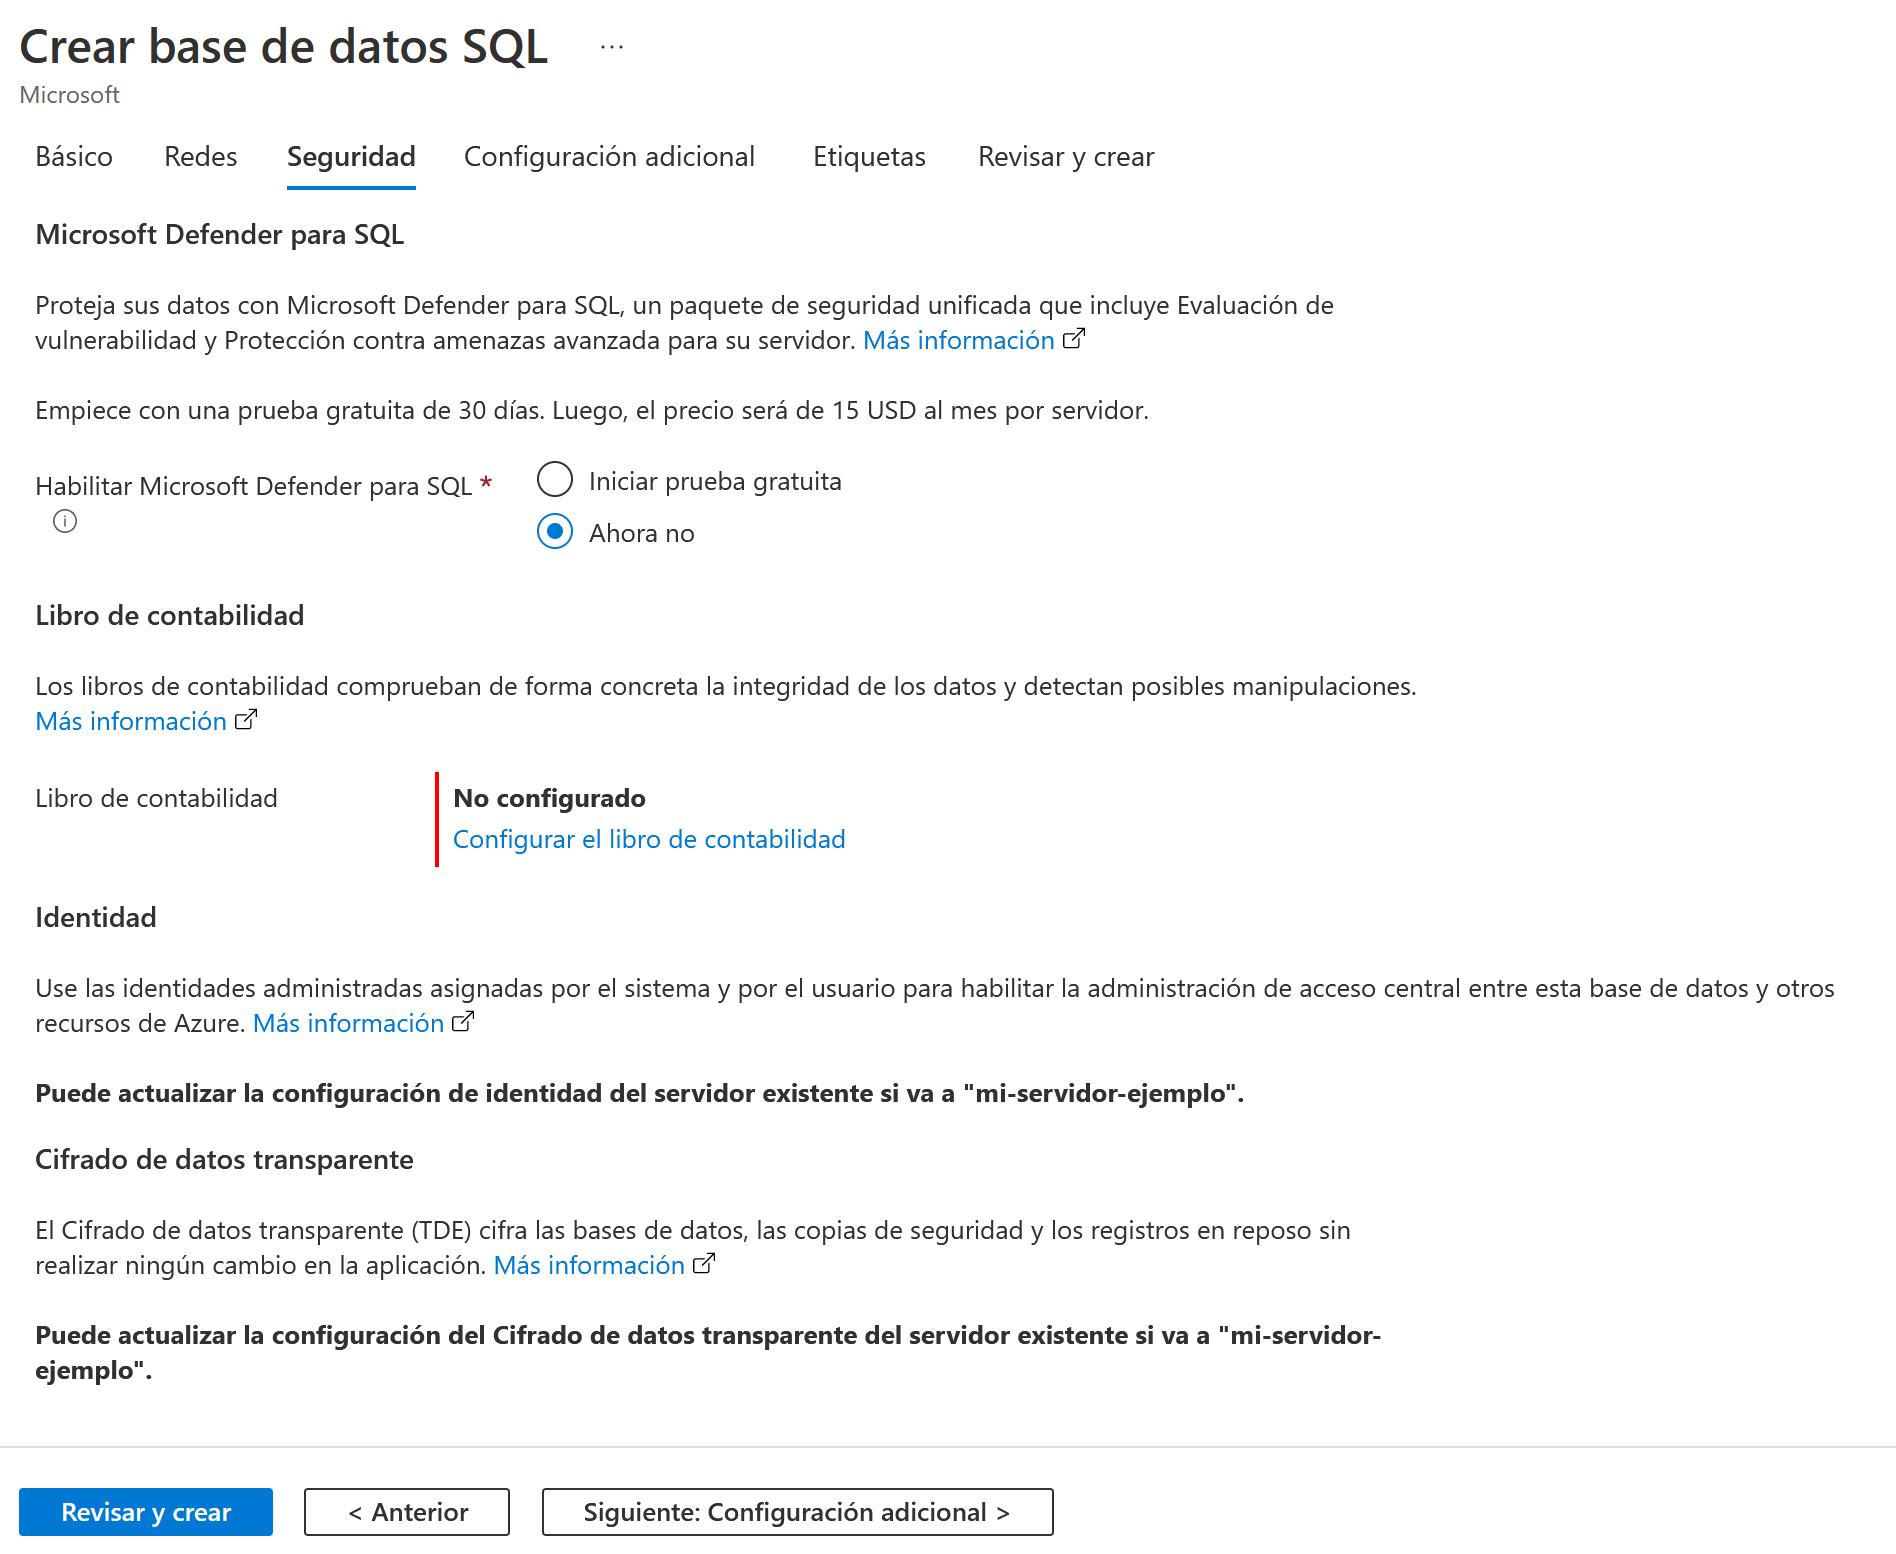 Crear base de datos SQL ...
Microsoft
Básico Redes Seguridad Configuración adicional Etiquetas Revisar y crear
Microsoft Defender para SQL
Proteja sus datos con Microsoft Defender para SQL, un paquete de seguridad unificada que incluye Evaluación de
vulnerabilidad y Protección contra amenazas avanzada para su servidor. Más información
Empiece con una prueba gratuita de 30 días. Luego, el precio será de 15 USD al mes por servidor.
Habilitar Microsoft Defender para SQL *
Iniciar prueba gratuita
Ahora no
Libro de contabilidad
Los libros de contabilidad comprueban de forma concreta la integridad de los datos y detectan posibles manipulaciones.
Más información
Libro de contabilidad
No configurado
Configurar el libro de contabilidad
Identidad
Use las identidades administradas asignadas por el sistema y por el usuario para habilitar la administración de acceso central entre esta base de datos y otros
recursos de Azure. Más información
Puede actualizar la configuración de identidad del servidor existente si va a "mi-servidor-ejemplo".
Cifrado de datos transparente
El Cifrado de datos transparente (TDE) cifra las bases de datos, las copias de seguridad y los registros en reposo sin
realizar ningún cambio en la aplicación. Más información
Puede actualizar la configuración del Cifrado de datos transparente del servidor existente si va a "mi-servidor-
ejemplo".
Revisar y crear < Anterior Siguiente: Configuración adicional >